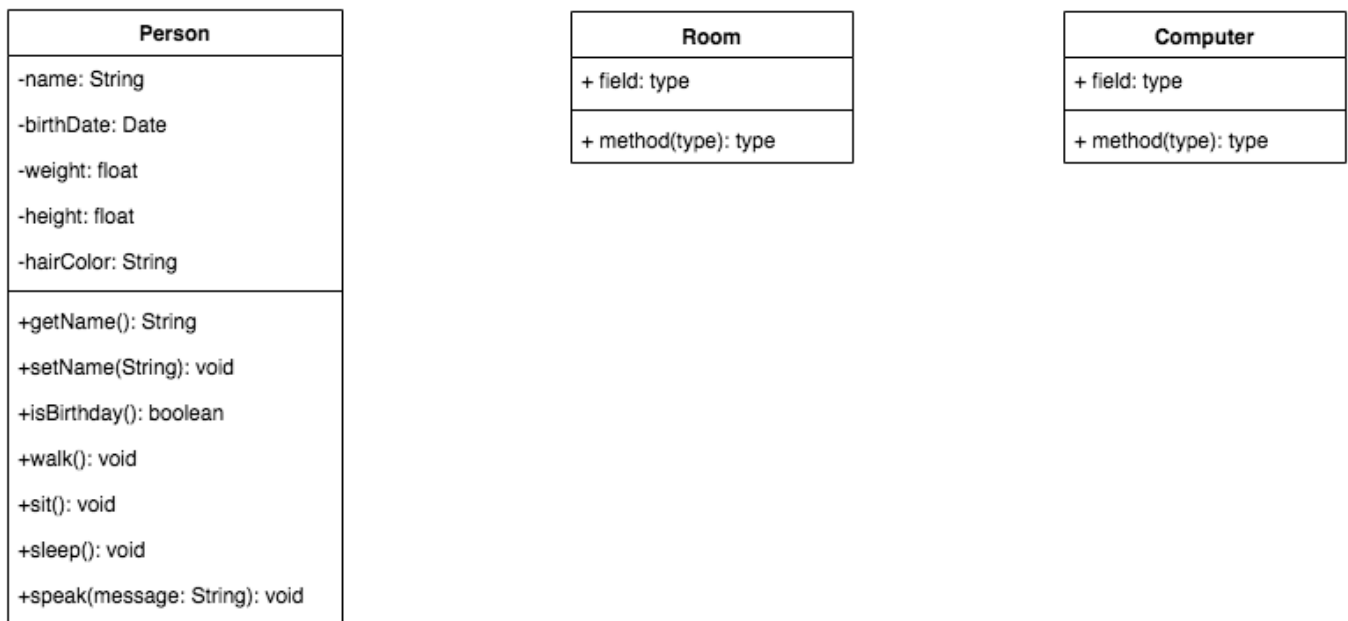 Person
-name: String
-birthDate: Date
-weight: float
-height: float
-hairColor: String
+getName(): String
+setName(String): void
+isBirthday(): boolean
+walk(): void
+sit(): void
+sleep(): void
+speak(message: String): void
Room
+ field: type
+ method(type): type
Computer
+ field: type
+ method(type): type